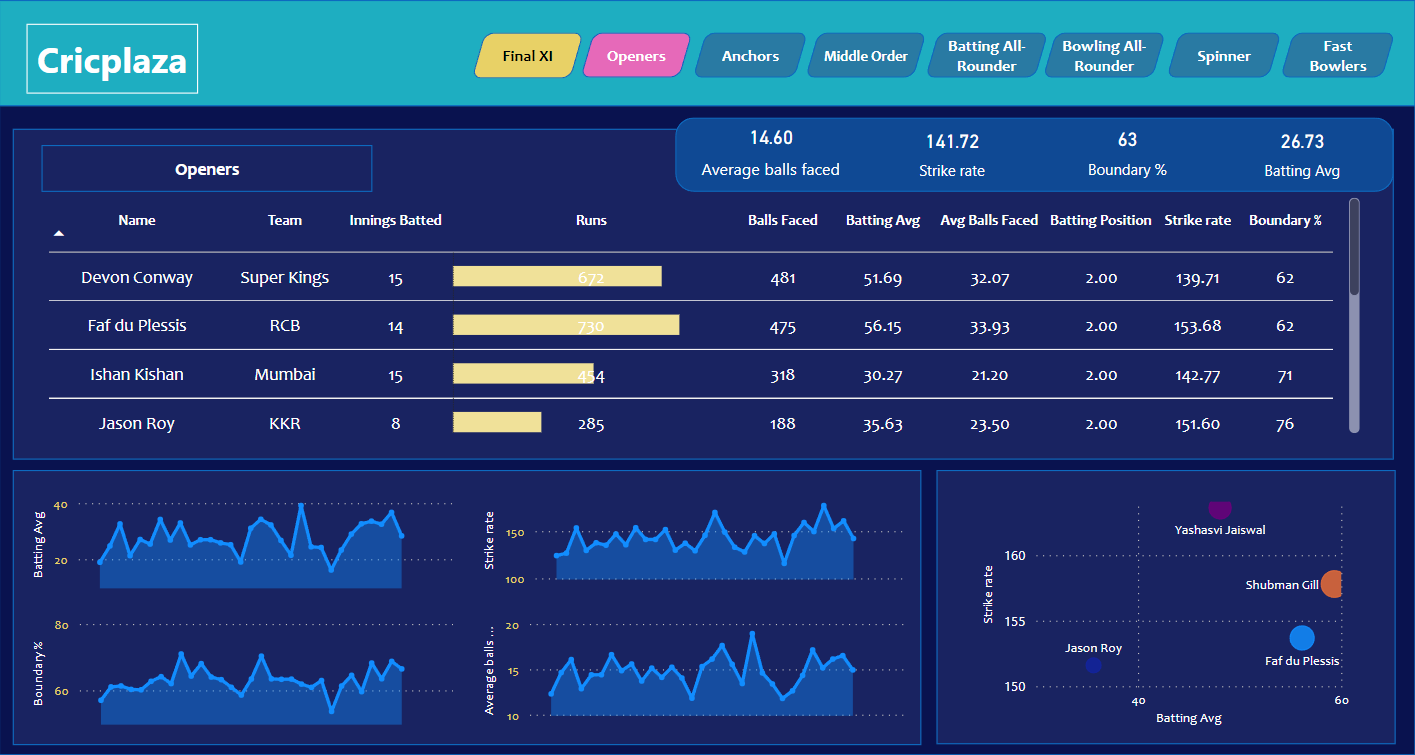 Cricplaza
Final XI
Openers
Anchors
Middle Order
Batting All-
Rounder
Bowling All-
Rounder
Spinner
Fast
Bowlers
14.60
Average balls faced
141.72
Strike rate
63
Boundary %
26.73
Batting Avg
Openers
Name Team Innings Batted Runs Balls Faced Batting Avg Avg Balls Faced Batting Position Strike rate Boundary %
Devon Conway Super Kings 15 672 481 51.69 32.07 2.00 139.71 62
Faf du Plessis RCB 14 730 475 56.15 33.93 2.00 153.68 62
Ishan Kishan Mumbai 15 454 318 30.27 21.20 2.00 142.77 71
Jason Roy KKR 8 285 188 35.63 23.50 2.00 151.60 76
Batting Avg
40
20
Strike rate
150
100
Boundary %
80
60
Average balls ...
20
15
10
Strike rate
160
155
150
Yashasvi Jaiswal
Shubman Gill
Faf du Plessis
Jason Roy
40
60
Batting Avg